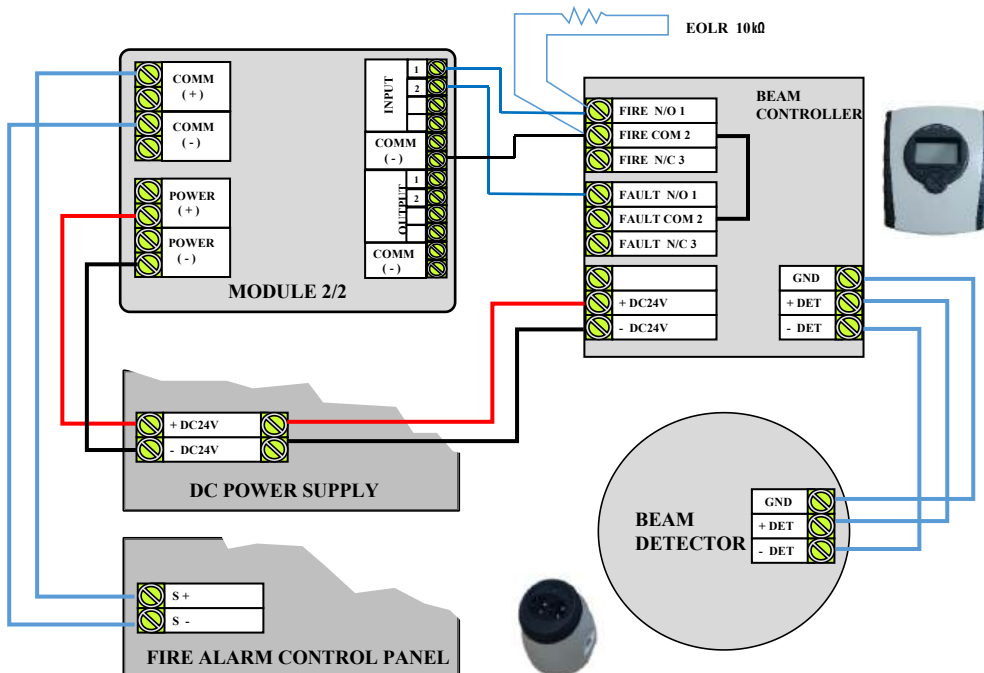 EOLR 10kΩ
COMM
( + )
COMM
( - )
POWER
( + )
POWER
( - )
INPUT
1
2
COMM
( - )
OUTPUT
1
2
COMM
( - )
MODULE 2/2
BEAM
CONTROLLER
FIRE N/O 1
FIRE COM 2
FIRE N/C 3
FAULT N/O 1
FAULT COM 2
FAULT N/C 3
+ DC24V
- DC24V
GND
+ DET
- DET
+ DC24V
- DC24V
DC POWER SUPPLY
BEAM
DETECTOR
GND
+ DET
- DET
S +
S -
FIRE ALARM CONTROL PANEL